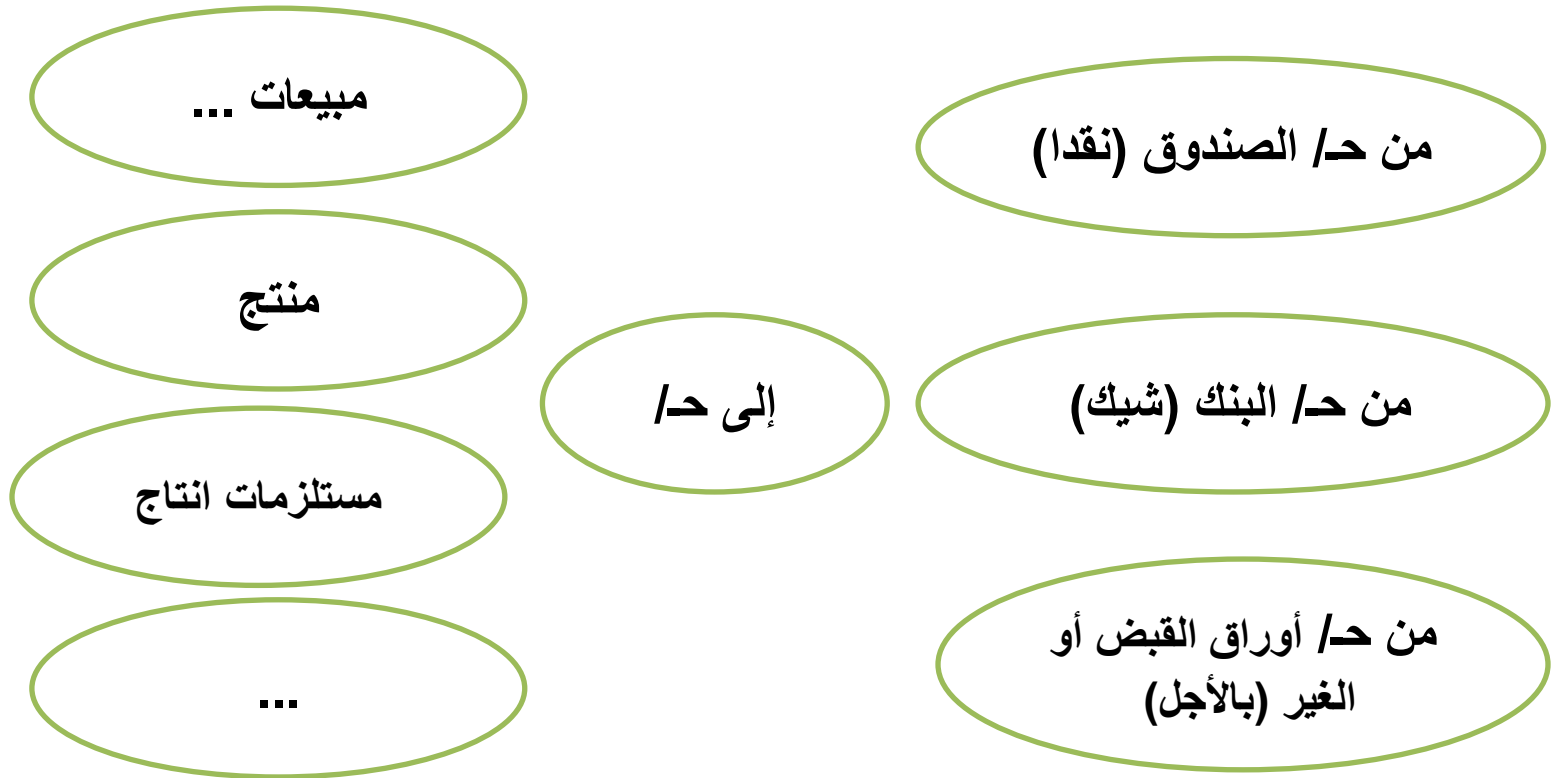 من حـ/ الصندوق (نقدا)
من حـ/ البنك (شيك)
من حـ/ أوراق القبض أو
الغير (بالأجل)
إلى حـ/
مبيعات ...
منتج
مستلزمات انتاج
...